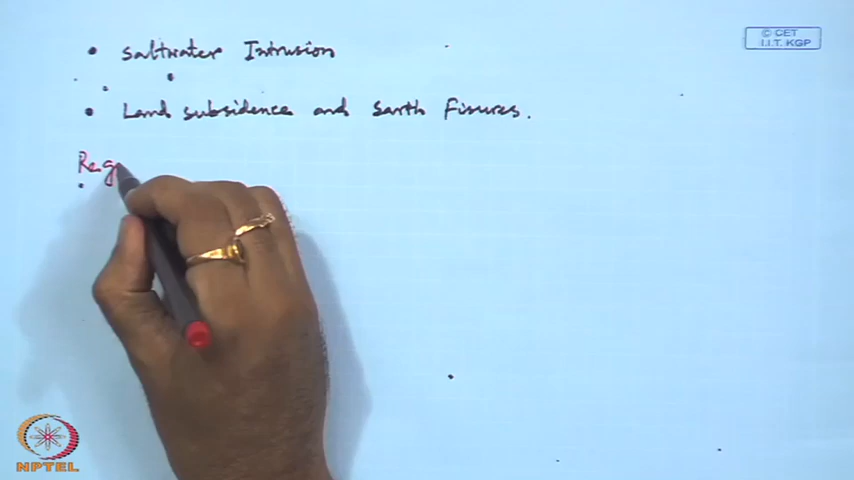 © CET
I.I.T. KGP
• Saltwater Intrusion
• Land subsidence and Earth Fissures.
Reg
NPTEL